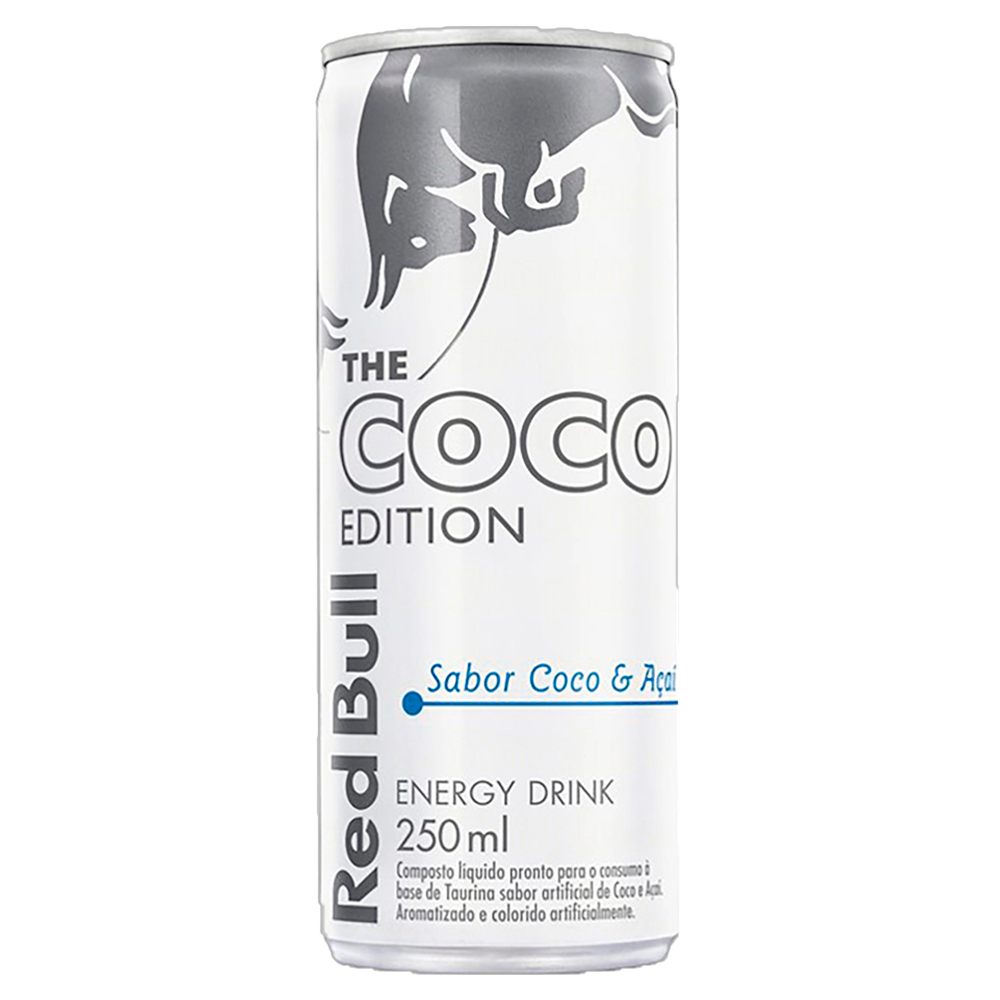 THE
COCO
EDITION
Red Bull
Sabor Coco & Açaí
ENERGY DRINK
250 ml
Composto líquido pronto para o consumo à
base de Taurina sabor artificial de Coco e Açaí.
Aromatizado e colorido artificialmente.